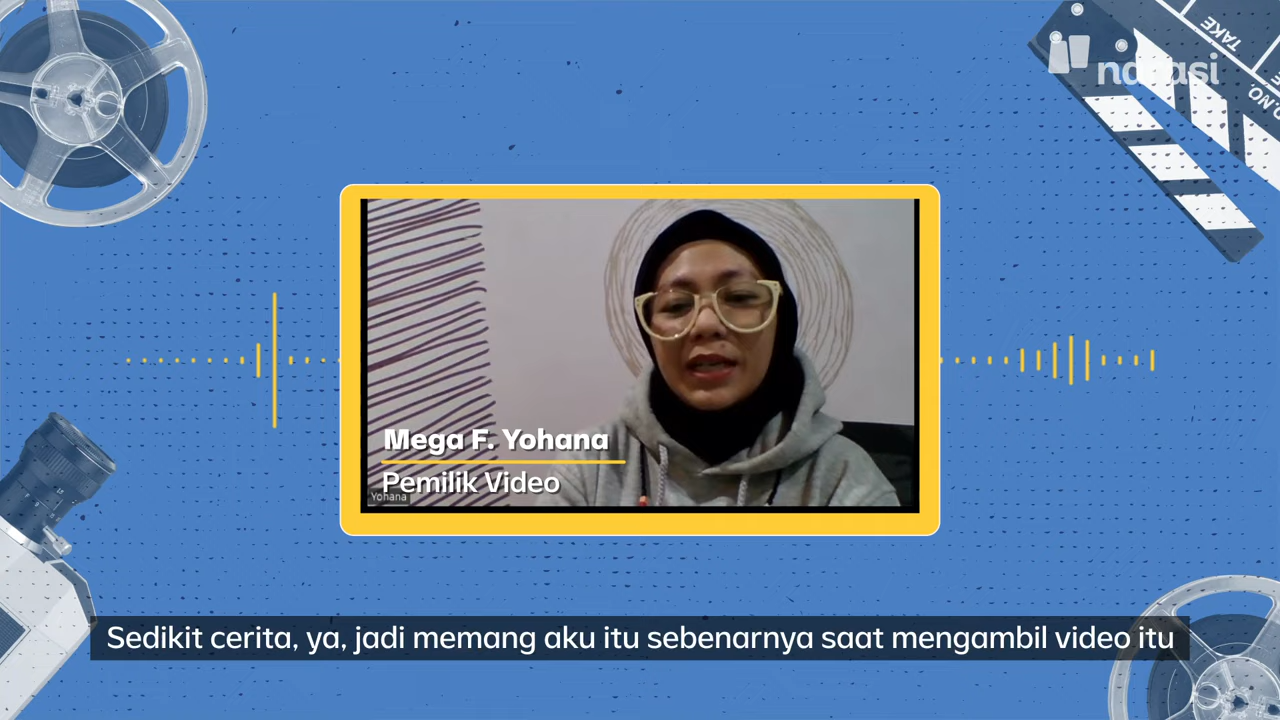 TAKE
narasi
NO.
Mega F. Yohana
Pemilik Video
Yohana
Sedikit cerita, ya, jadi memang aku itu sebenarnya saat mengambil video itu